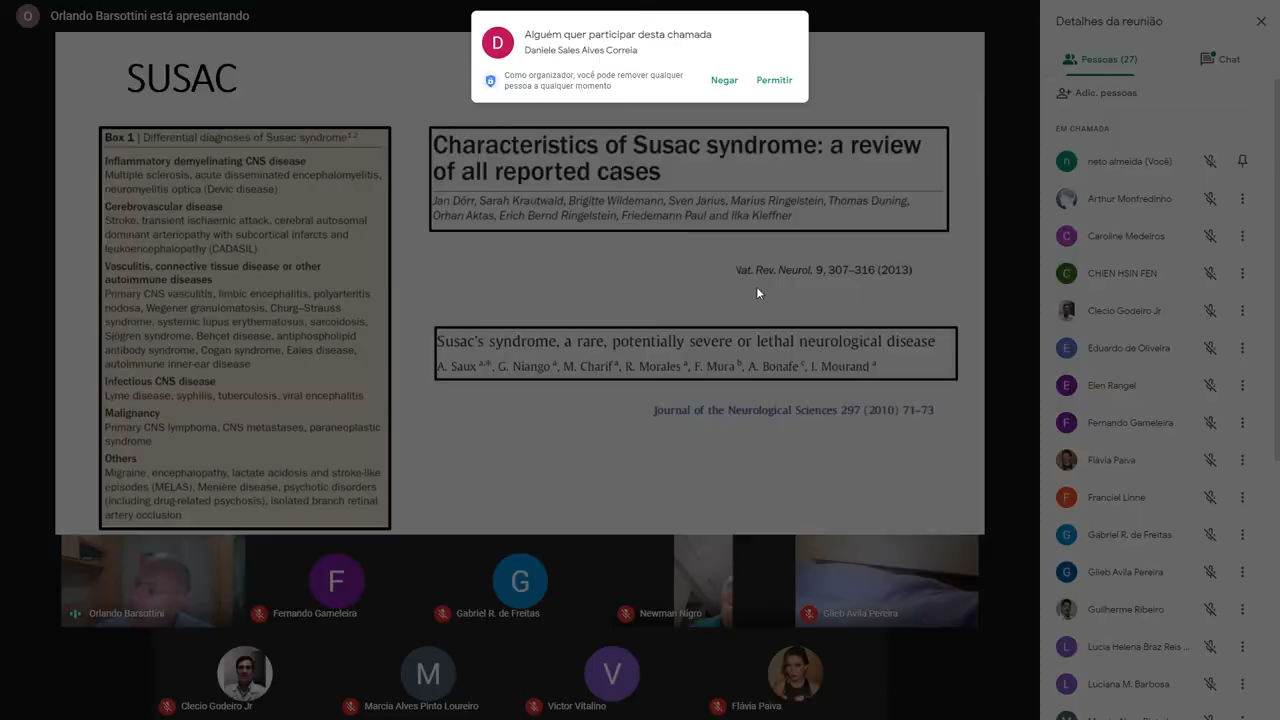 O
Orlando Barsottini está apresentando
D
Alguém quer participar desta chamada
Daniele Sales Alves Correia
Como organizador, você pode remover qualquer
pessoa a qualquer momento
Negar
Permitir
SUSAC
Box 1 | Differential diagnoses of Susac syndrome1,2
Inflammatory demyelinating CNS disease
Multiple sclerosis, acute disseminated encephalomyelitis,
neuromyelitis optica (Devic disease)
Cerebrovascular disease
Stroke, transient ischaemic attack, cerebral autosomal
dominant arteriopathy with subcortical infarcts and
leukoencephalopathy (CADASIL)
Vasculitis, connective tissue disease or other
autoimmune diseases
Primary CNS vasculitis, limbic encephalitis, polyarteritis
nodosa, Wegener granulomatosis, Churg–Strauss
syndrome, systemic lupus erythematosus, sarcoidosis,
Sjögren syndrome, Behçet disease, antiphospholipid
antibody syndrome, Cogan syndrome, Eales disease,
autoimmune inner-ear disease
Infectious CNS disease
Lyme disease, syphilis, tuberculosis, viral encephalitis
Malignancy
Primary CNS lymphoma, CNS metastases, paraneoplastic
syndrome
Others
Migraine, encephalopathy, lactate acidosis and stroke-like
episodes (MELAS), Menière disease, psychotic disorders
(including drug-related psychosis), isolated branch retinal
artery occlusion
Characteristics of Susac syndrome: a review
of all reported cases
Jan Dörr, Sarah Krautwald, Brigitte Wildemann, Sven Jarius, Marius Ringelstein, Thomas Duning,
Orhan Aktas, Erich Bernd Ringelstein, Friedemann Paul and Ilka Kleffner
Nat. Rev. Neurol. 9, 307–316 (2013)
Susac's syndrome, a rare, potentially severe or lethal neurological disease
A. Saux a,*, G. Niango a, M. Charif a, R. Morales a, F. Mura b, A. Bonafe c, I. Mourand a
Journal of the Neurological Sciences 297 (2010) 71–73
Orlando Barsottini
F
Fernando Gameleira
G
Gabriel R. de Freitas
Newman Nigro
Glieb Avila Pereira
Clecio Godeiro Jr
M
Marcia Alves Pinto Loureiro
V
Victor Vitalino
Flávia Paiva
Detalhes da reunião
Pessoas (27)
Chat
Adic. pessoas
EM CHAMADA
n
neto almeida (Você)
Arthur Monfredinho
C
Caroline Medeiros
C
CHIEN HSIN FEN
Clecio Godeiro Jr
E
Eduardo de Oliveira
E
Elen Rangel
F
Fernando Gameleira
Flávia Paiva
F
Franciel Linné
G
Gabriel R. de Freitas
G
Glieb Avila Pereira
Guilherme Ribeiro
L
Lucia Helena Braz Reis ...
L
Luciana M. Barbosa